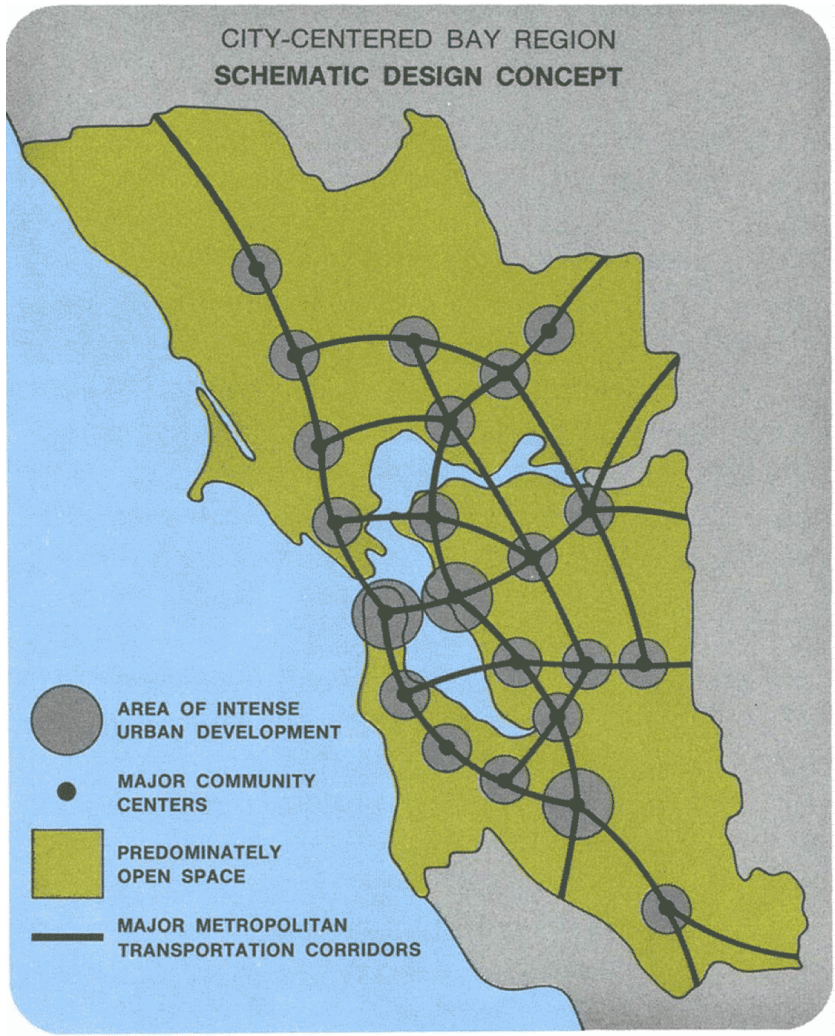 CITY-CENTERED BAY REGION
SCHEMATIC DESIGN CONCEPT
AREA OF INTENSE
URBAN DEVELOPMENT
MAJOR COMMUNITY
CENTERS
PREDOMINATELY
OPEN SPACE
MAJOR METROPOLITAN
TRANSPORTATION CORRIDORS